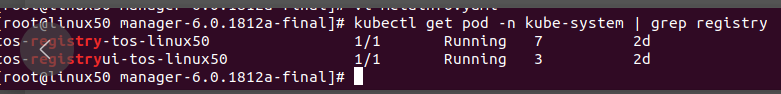 [root@linux50 manager-6.0.1812a-final]# kubectl get pod -n kube-system | grep registry
tos-registry-tos-linux50 1/1 Running 7 2d
tos-registryui-tos-linux50 1/1 Running 3 2d
[root@linux50 manager-6.0.1812a-final]#